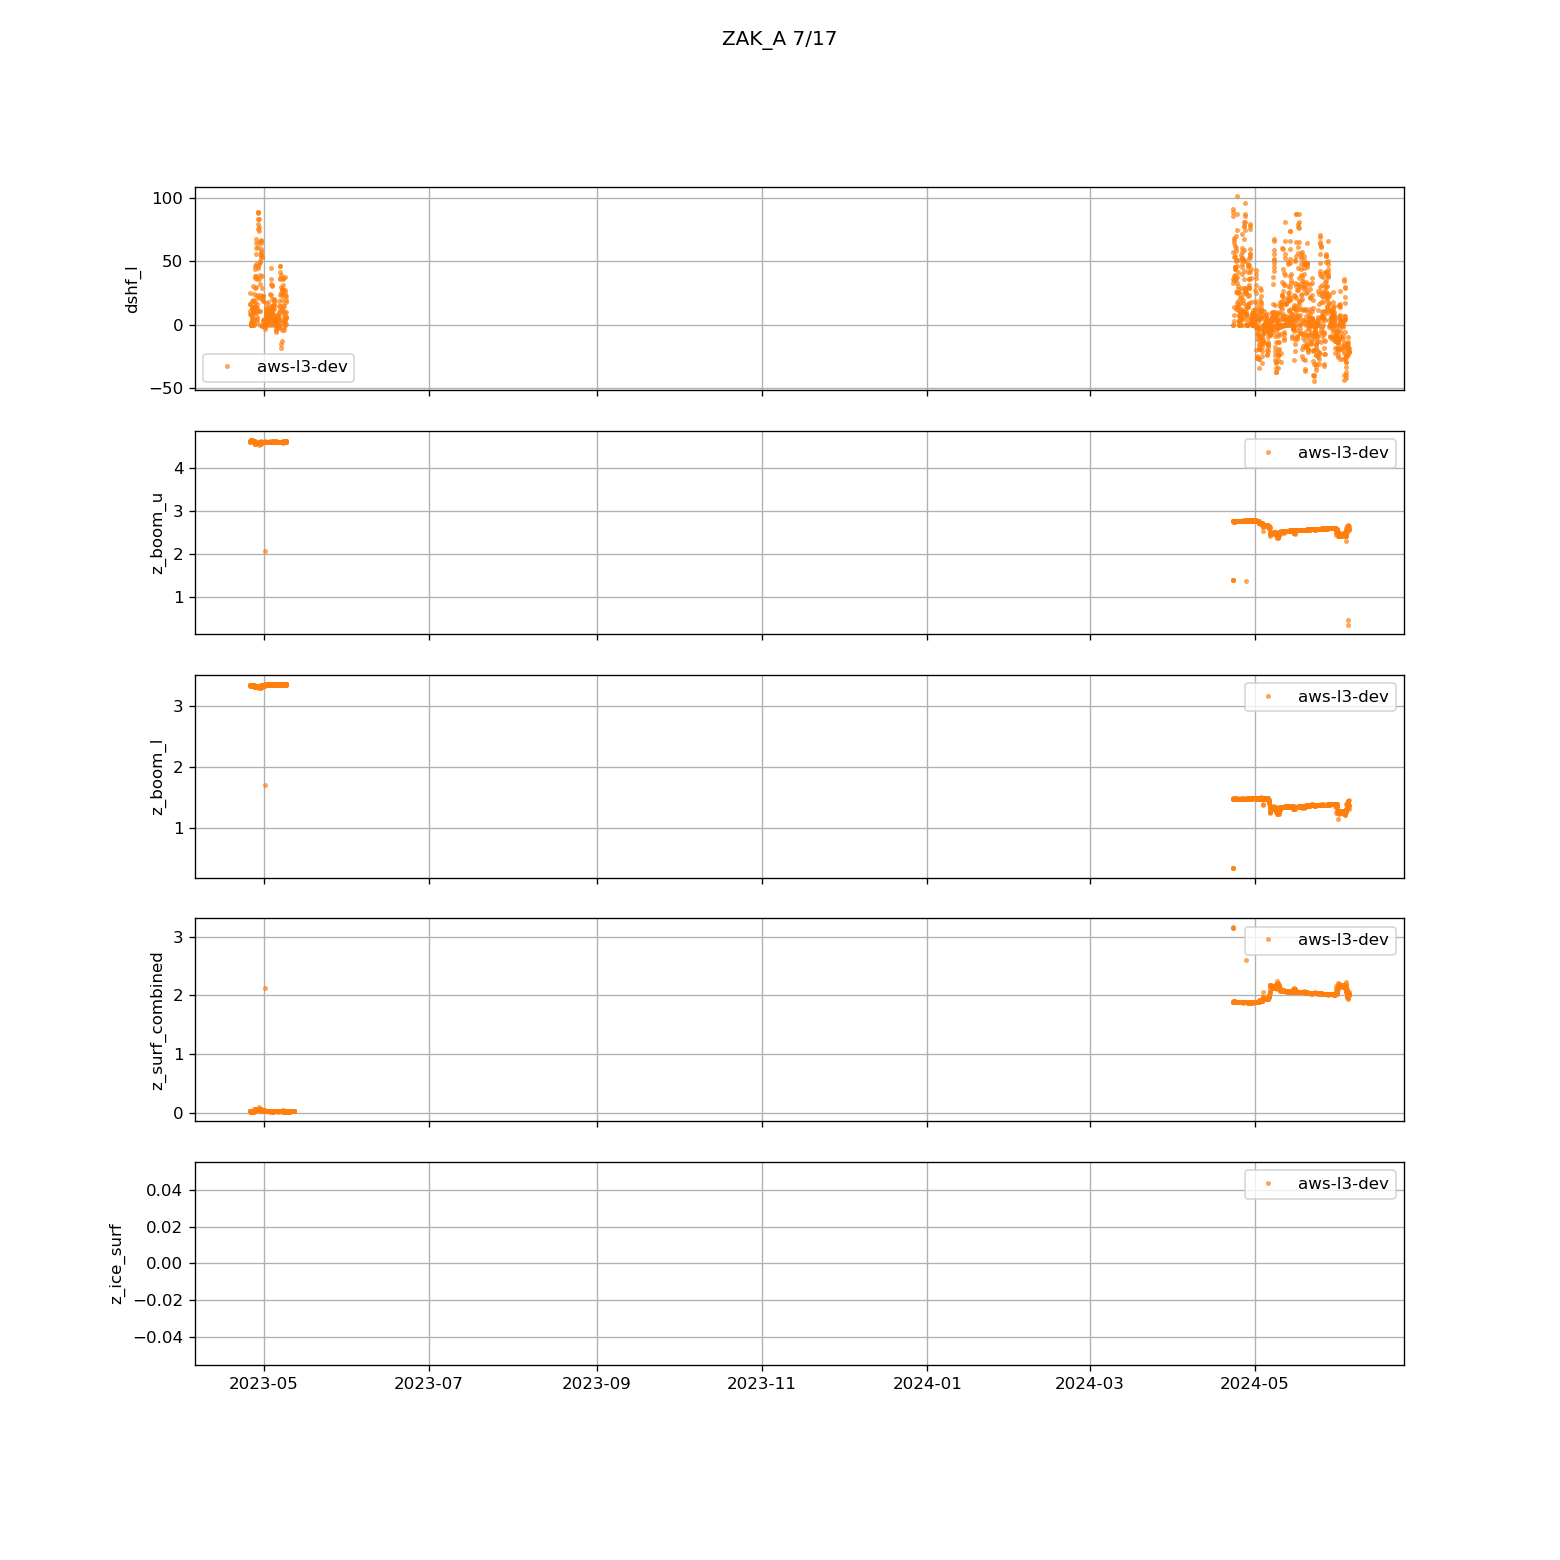 ZAK_A 7/17
100
50
0
−50
dshf_l
aws-l3-dev
4
3
2
1
z_boom_u
aws-l3-dev
3
2
1
z_boom_l
aws-l3-dev
3
2
1
0
z_surf_combined
aws-l3-dev
0.04
0.02
0.00
−0.02
−0.04
z_ice_surf
aws-l3-dev
2023-05 2023-07 2023-09 2023-11 2024-01 2024-03 2024-05